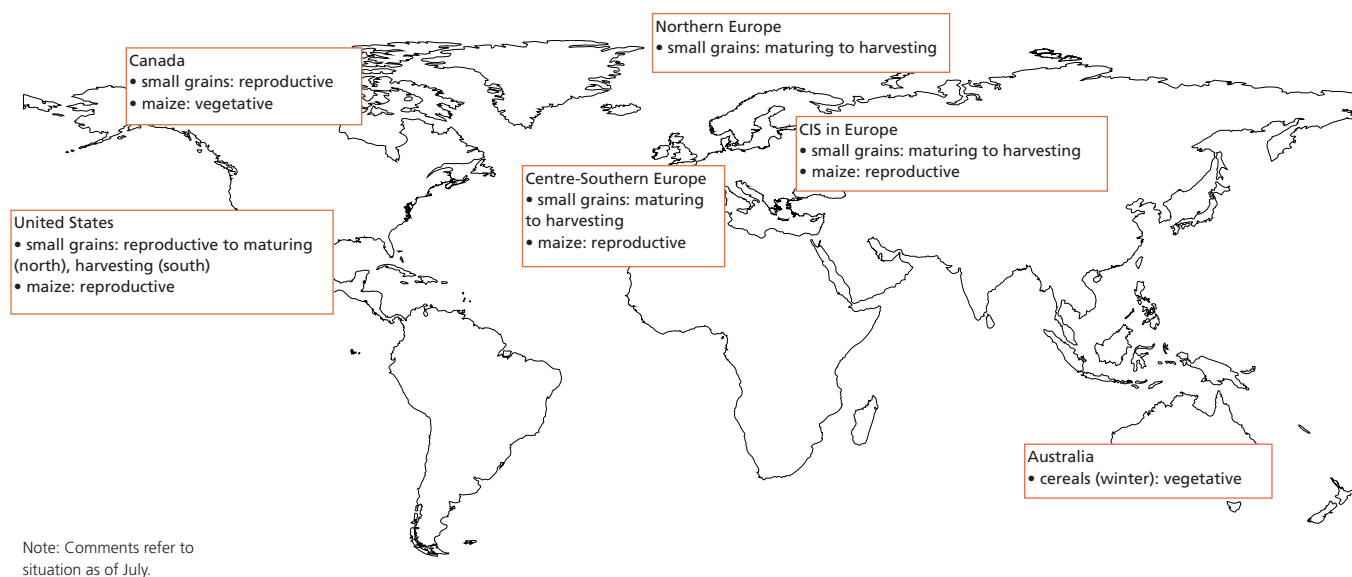 Northern Europe
• small grains: maturing to harvesting
Canada
• small grains: reproductive
• maize: vegetative
CIS in Europe
• small grains: maturing to harvesting
• maize: reproductive
Centre-Southern Europe
• small grains: maturing
to harvesting
• maize: reproductive
United States
• small grains: reproductive to maturing
(north), harvesting (south)
• maize: reproductive
Australia
• cereals (winter): vegetative
Note: Comments refer to
situation as of July.